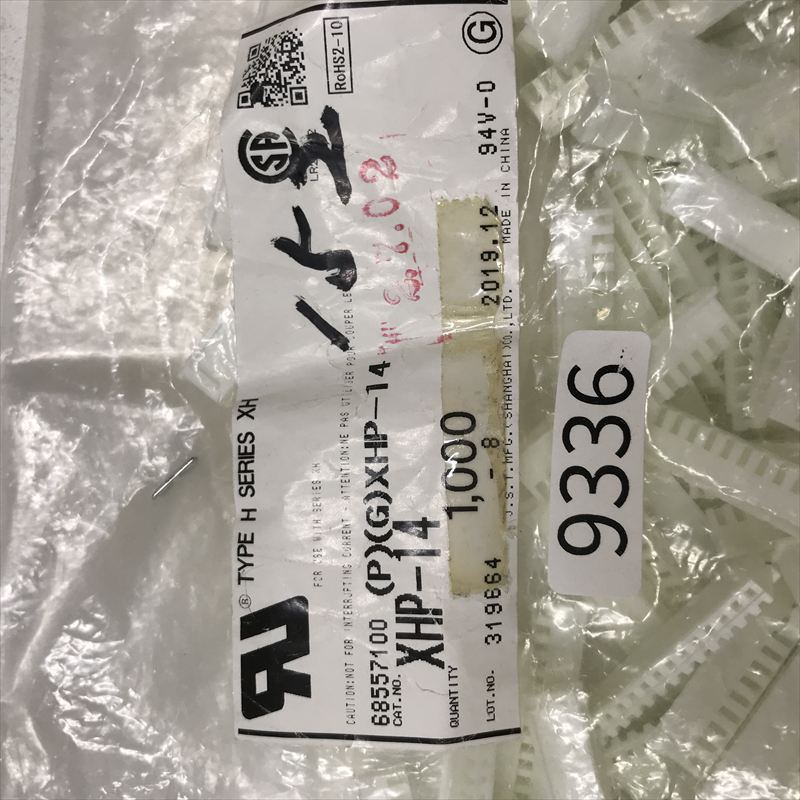 TYPE H SERIES XH
RoHS2-10
FOR USE WITH SERIES XH
CAUTION:NOT FOR INTERRUPTING CURRENT - ATTENTION:NE PAS UTILISER POUR COUPER LE
68557100 (P)(G)XHP-14
CAT.NO. XHP-14
QUANTITY 1,000
LOT.NO. 319664 - 8 2019.12 94V-0
J.S.T.MFG.(SHANGHAI)CO.,LTD. MADE IN CHINA
G
9336